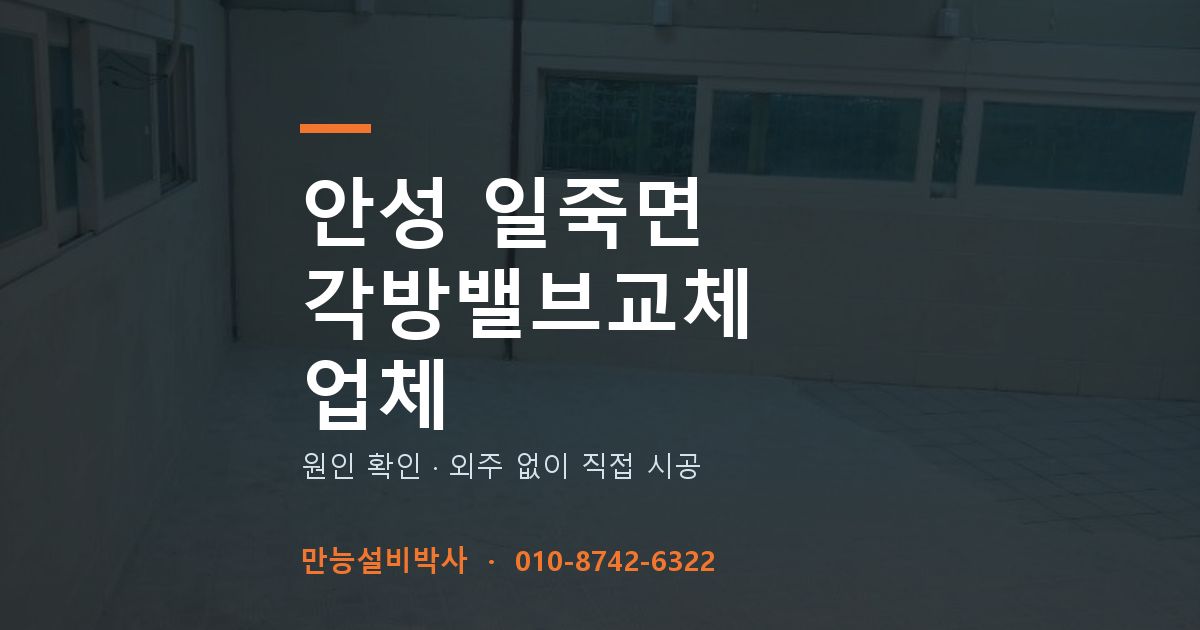 안성 일죽면
각방밸브교체
업체
원인 확인 · 외주 없이 직접 시공
만능설비박사 · 010-8742-6322